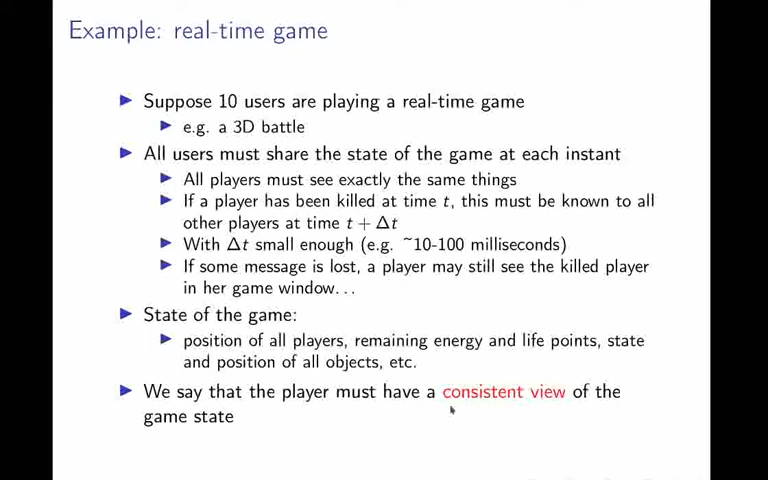 Example: real-time game
Suppose 10 users are playing a real-time game
e.g. a 3D battle
All users must share the state of the game at each instant
All players must see exactly the same things
If a player has been killed at time t, this must be known to all
other players at time t + Δt
With Δt small enough (e.g. ~10-100 milliseconds)
If some message is lost, a player may still see the killed player
in her game window...
State of the game:
position of all players, remaining energy and life points, state
and position of all objects, etc.
We say that the player must have a consistent view of the
game state